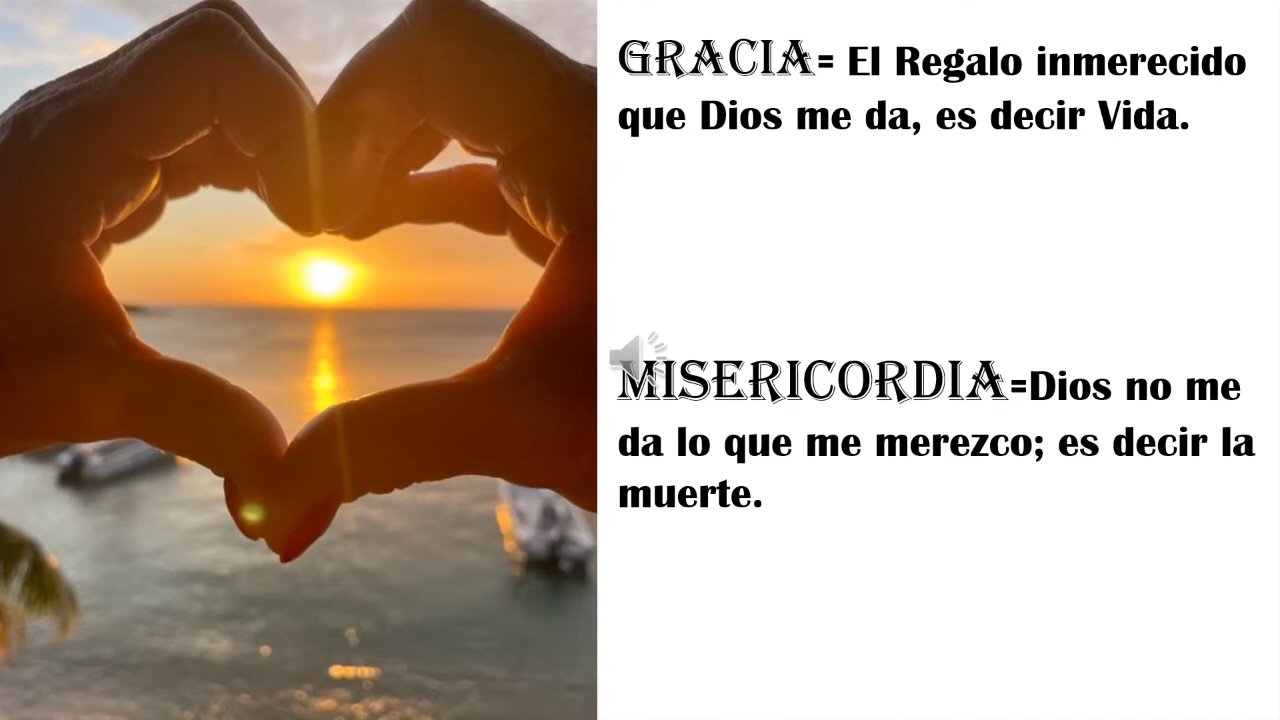 GRACIA= El Regalo inmerecido
que Dios me da, es decir Vida.
MISERICORDIA=Dios no me
da lo que me merezco; es decir la
muerte.